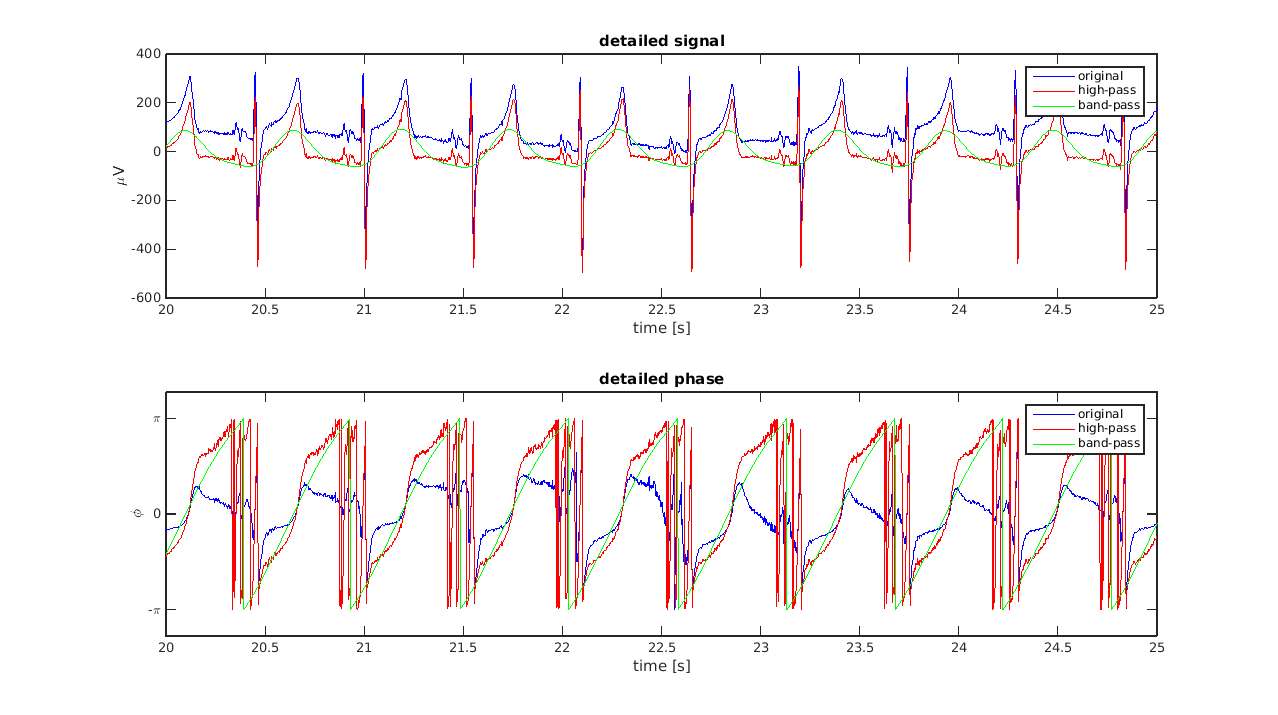 detailed signal
400
200
0
-200
-400
-600
μV
original
high-pass
band-pass
20 20.5 21 21.5 22 22.5 23 23.5 24 24.5 25
time [s]
detailed phase
π
0
-π
ϕ
original
high-pass
band-pass
20 20.5 21 21.5 22 22.5 23 23.5 24 24.5 25
time [s]